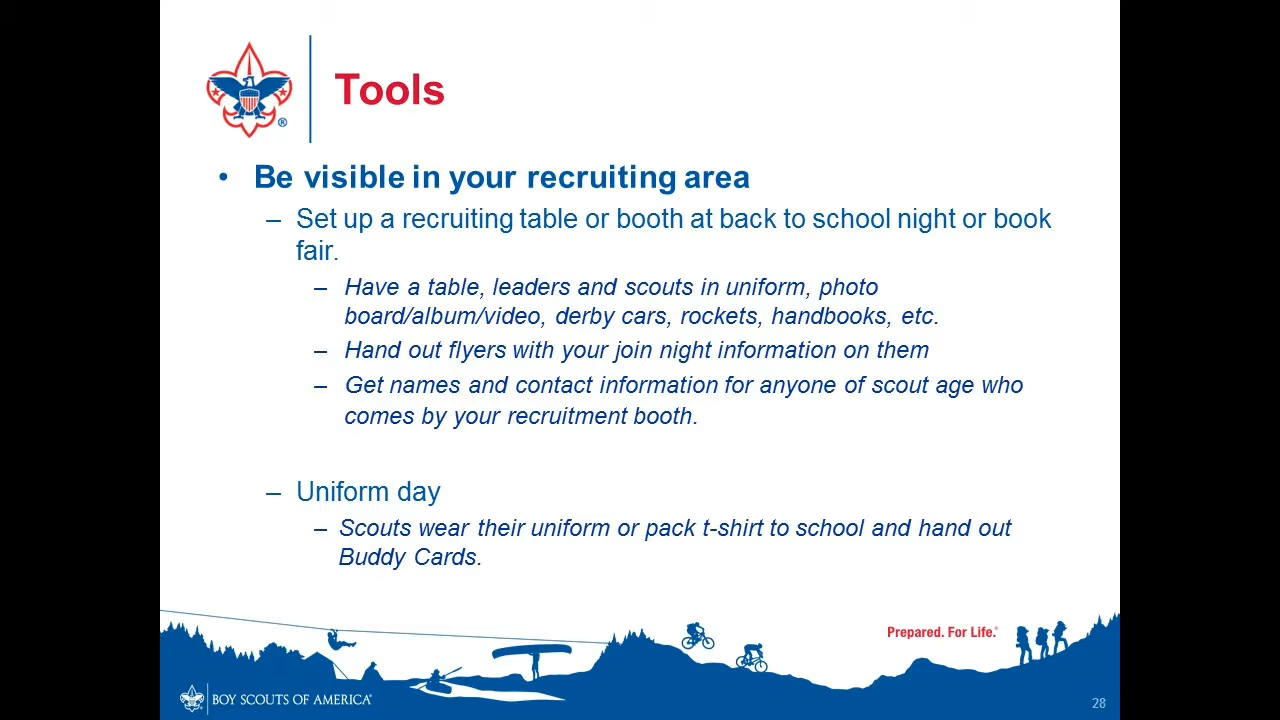 Tools
• Be visible in your recruiting area
– Set up a recruiting table or booth at back to school night or book
fair.
– Have a table, leaders and scouts in uniform, photo
board/album/video, derby cars, rockets, handbooks, etc.
– Hand out flyers with your join night information on them
– Get names and contact information for anyone of scout age who
comes by your recruitment booth.
– Uniform day
– Scouts wear their uniform or pack t-shirt to school and hand out
Buddy Cards.
Prepared. For Life.®
BOY SCOUTS OF AMERICA®
28
®